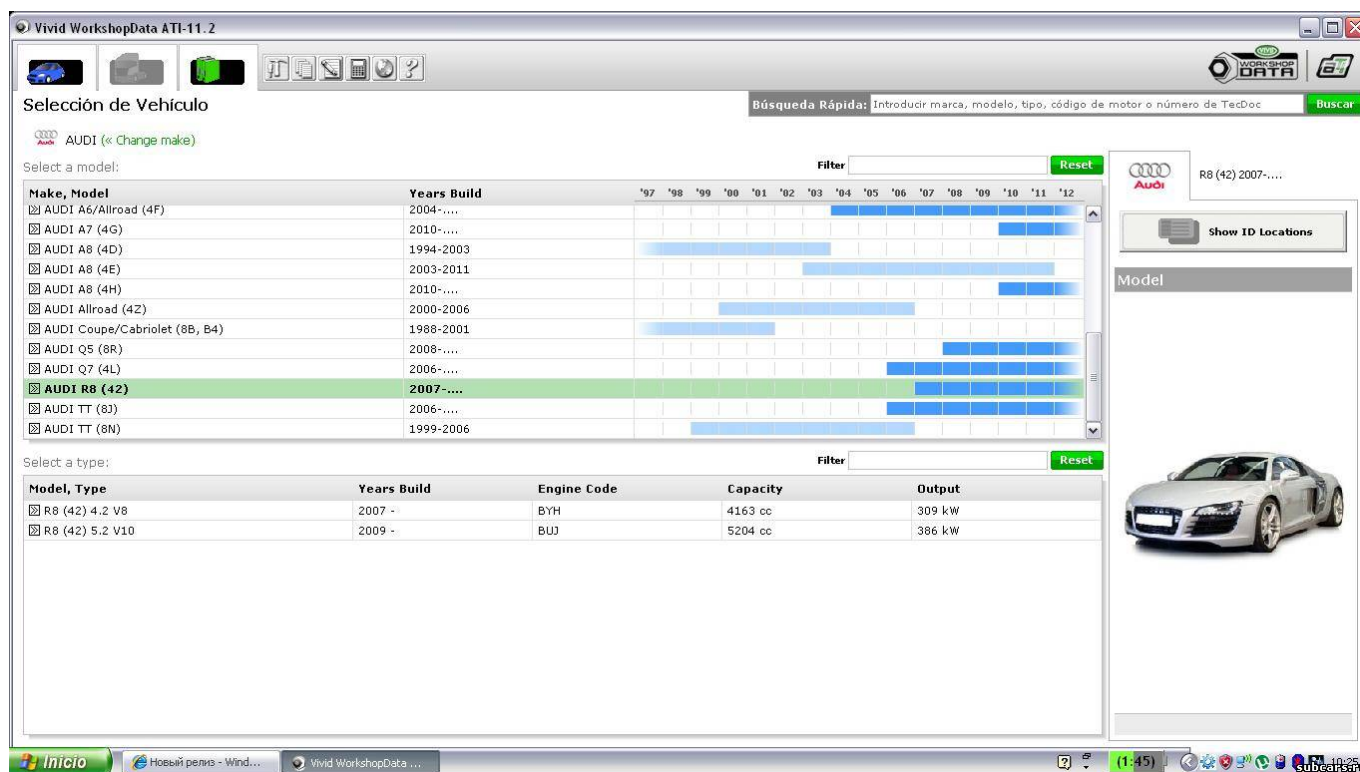 Vivid WorkshopData ATI-11.2
VIVID
WORKSHOP
DATA
Selección de Vehículo
Búsqueda Rápida: Introducir marca, modelo, tipo, código de motor o número de TecDoc Buscar
Audi AUDI (« Change make)
Select a model: Filter Reset
Make, Model Years Build '97 '98 '99 '00 '01 '02 '03 '04 '05 '06 '07 '08 '09 '10 '11 '12
AUDI A6/Allroad (4F) 2004-....
AUDI A7 (4G) 2010-....
AUDI A8 (4D) 1994-2003
AUDI A8 (4E) 2003-2011
AUDI A8 (4H) 2010-....
AUDI Allroad (4Z) 2000-2006
AUDI Coupe/Cabriolet (8B, B4) 1988-2001
AUDI Q5 (8R) 2008-....
AUDI Q7 (4L) 2006-....
AUDI R8 (42) 2007-....
AUDI TT (8J) 2006-....
AUDI TT (8N) 1999-2006
Select a type: Filter Reset
Model, Type Years Build Engine Code Capacity Output
R8 (42) 4.2 V8 2007 - BYH 4163 cc 309 kW
R8 (42) 5.2 V10 2009 - BUJ 5204 cc 386 kW
Audi R8 (42) 2007-....
Show ID Locations
Model
Inicio Новый релиз - Wind... Vivid WorkshopData ... (1:45) 10:25